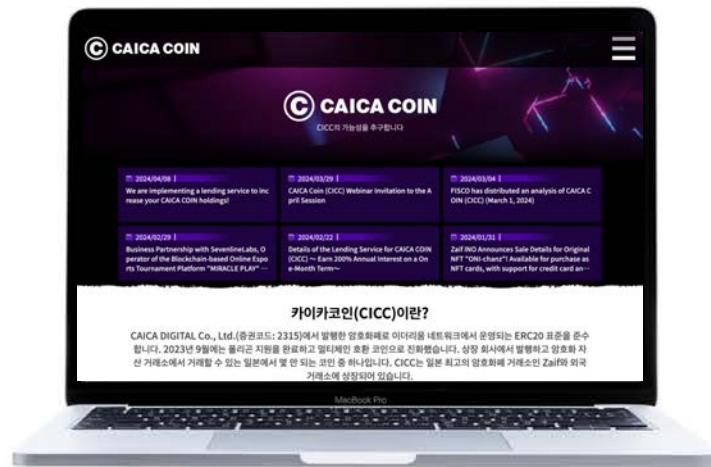 CAICA COIN
CAICA COIN
CICC의 가능성을 추구합니다
2024/04/08
We are implementing a lending service to inc
rease your CAICA COIN holdings!
2024/03/29
CAICA Coin (CICC) Webinar Invitation to the A
pril Session
2024/03/04
FISCO has distributed an analysis of CAICA C
OIN (CICC) (March 1, 2024)
2024/02/29
Business Partnership with SevenlineLabs, O
perator of the Blockchain-based Online Espo
rts Tournament Platform "MIRACLE PLAY" …
2024/02/22
Details of the Lending Service for CAICA COIN
(CICC) ～ Earn 200% Annual Interest on a On
e-Month Term～
2024/01/31
Zaif INO Announces Sale Details for Original
NFT "ONI-chanz"! Available for purchase as
NFT cards, with support for credit card an…
카이카코인(CICC)이란?
CAICA DIGITAL Co., Ltd.(증권코드: 2315)에서 발행한 암호화폐로 이더리움 네트워크에서 운영되는 ERC20 표준을 준수
합니다. 2023년 9월에는 폴리곤 지원을 완료하고 멀티체인 호환 코인으로 진화했습니다. 상장 회사에서 발행하고 암호화 자
산 거래소에서 거래할 수 있는 일본에서 몇 안 되는 코인 중 하나입니다. CICC는 일본 최고의 암호화폐 거래소인 Zaif와 외국
거래소에 상장되어 있습니다.
MacBook Pro